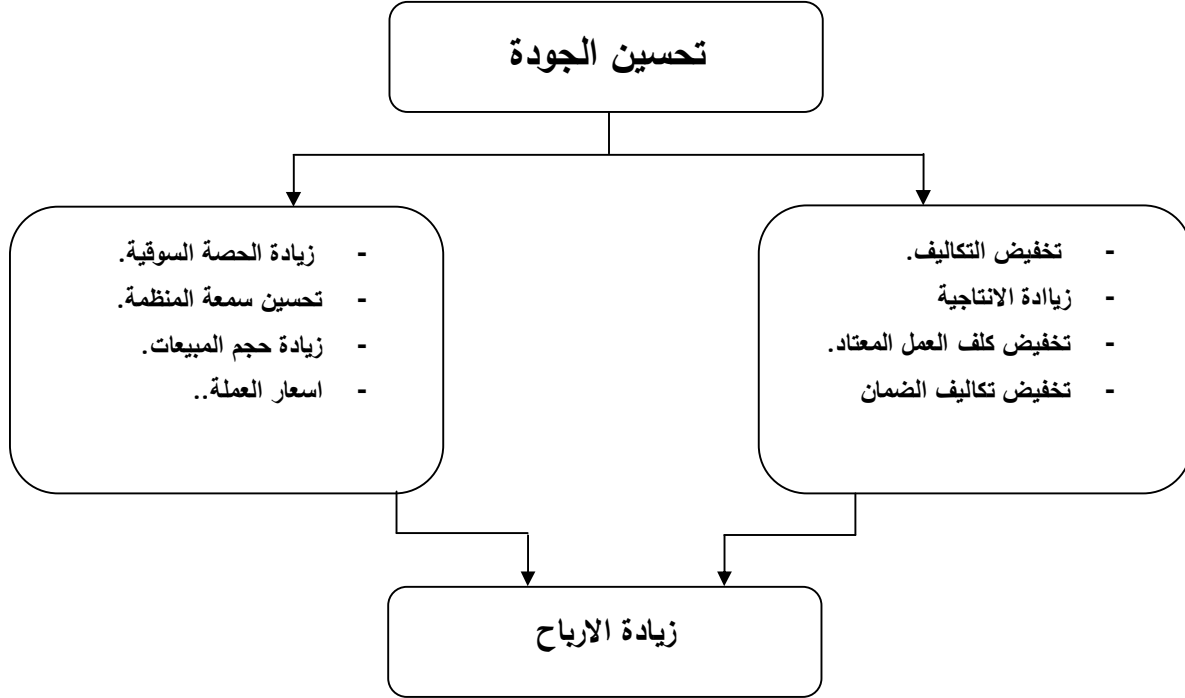 تحسين الجودة
- تخفيض التكاليف.
- زياادة الانتاجية
- تخفيض كلف العمل المعتاد.
- تخفيض تكاليف الضمان
- زيادة الحصة السوقية.
- تحسين سمعة المنظمة.
- زيادة حجم المبيعات.
- اسعار العملة..
زيادة الارباح